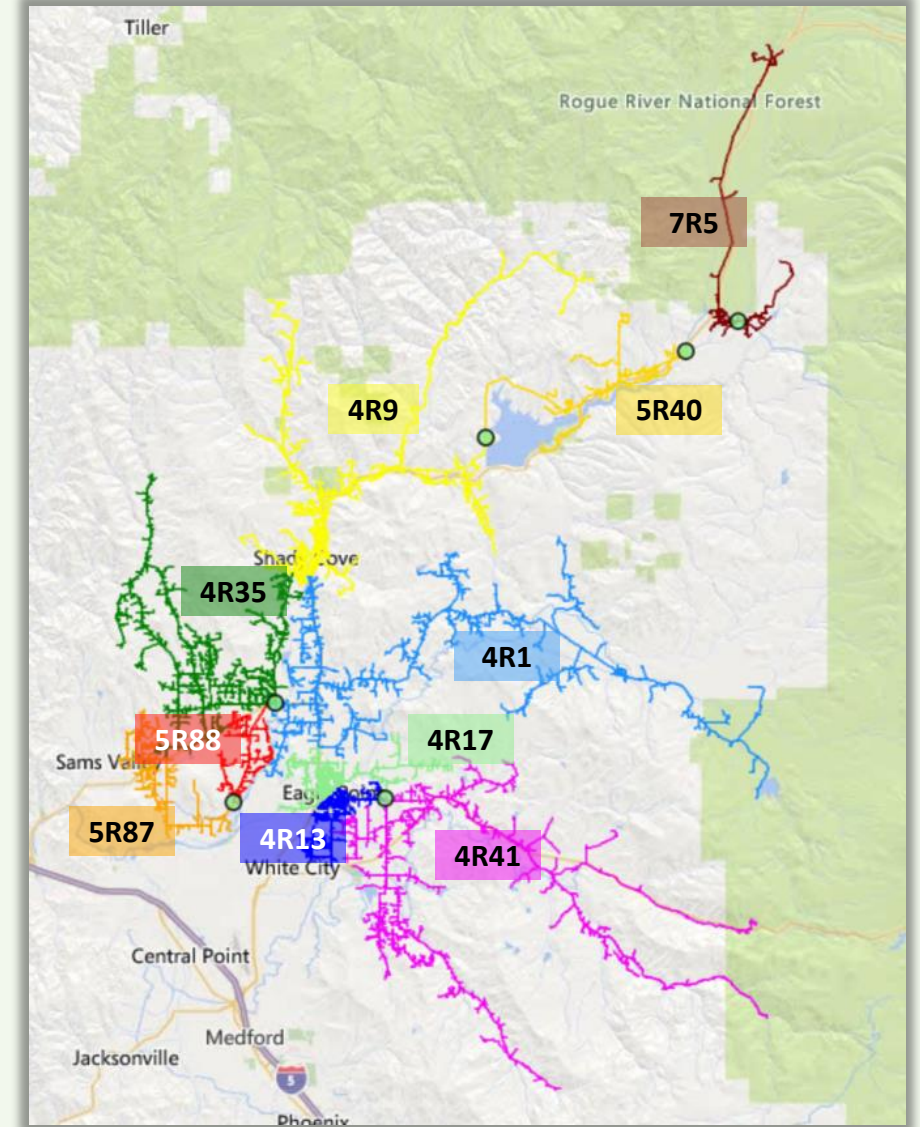 Tiller
Rogue River National Forest
7R5
4R9
5R40
Shady Cove
4R35
4R1
5R88
4R17
Sams Valley
Eagle Point
5R87
4R13
4R41
White City
Central Point
Medford
Jacksonville
5
Phoenix